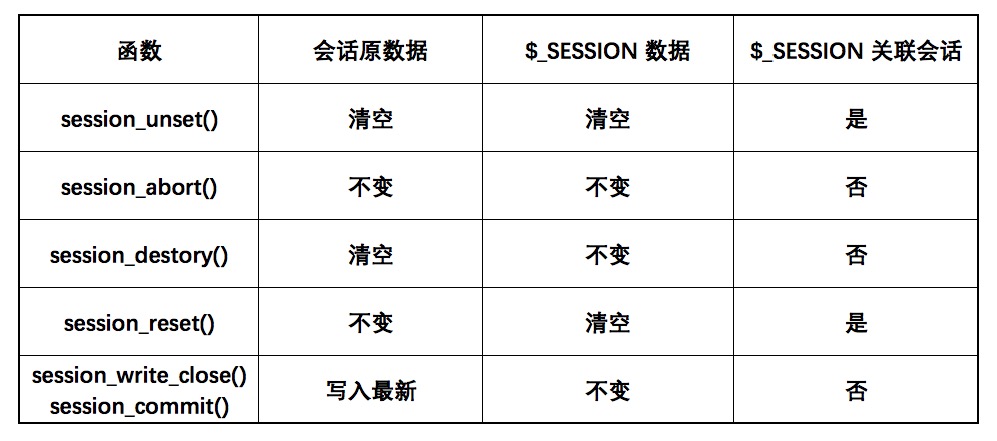 函数 会话原数据 $_SESSION 数据 $_SESSION 关联会话
session_unset() 清空 清空 是
session_abort() 不变 不变 否
session_destory() 清空 不变 否
session_reset() 不变 清空 是
session_write_close()
session_commit() 写入最新 不变 否